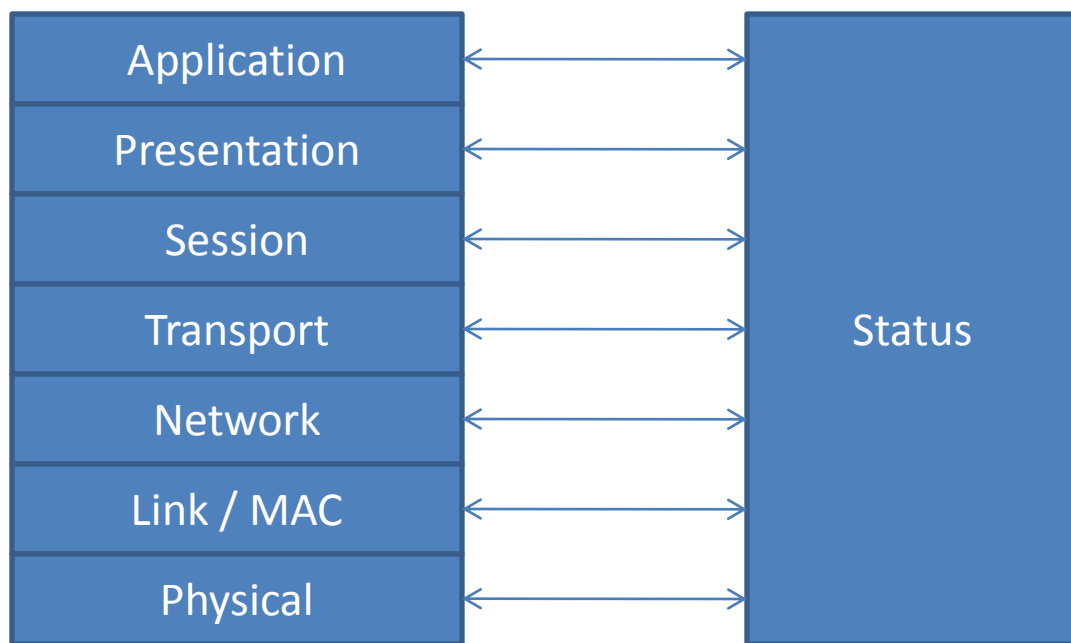 Application
Presentation
Session
Transport
Status
Network
Link / MAC
Physical